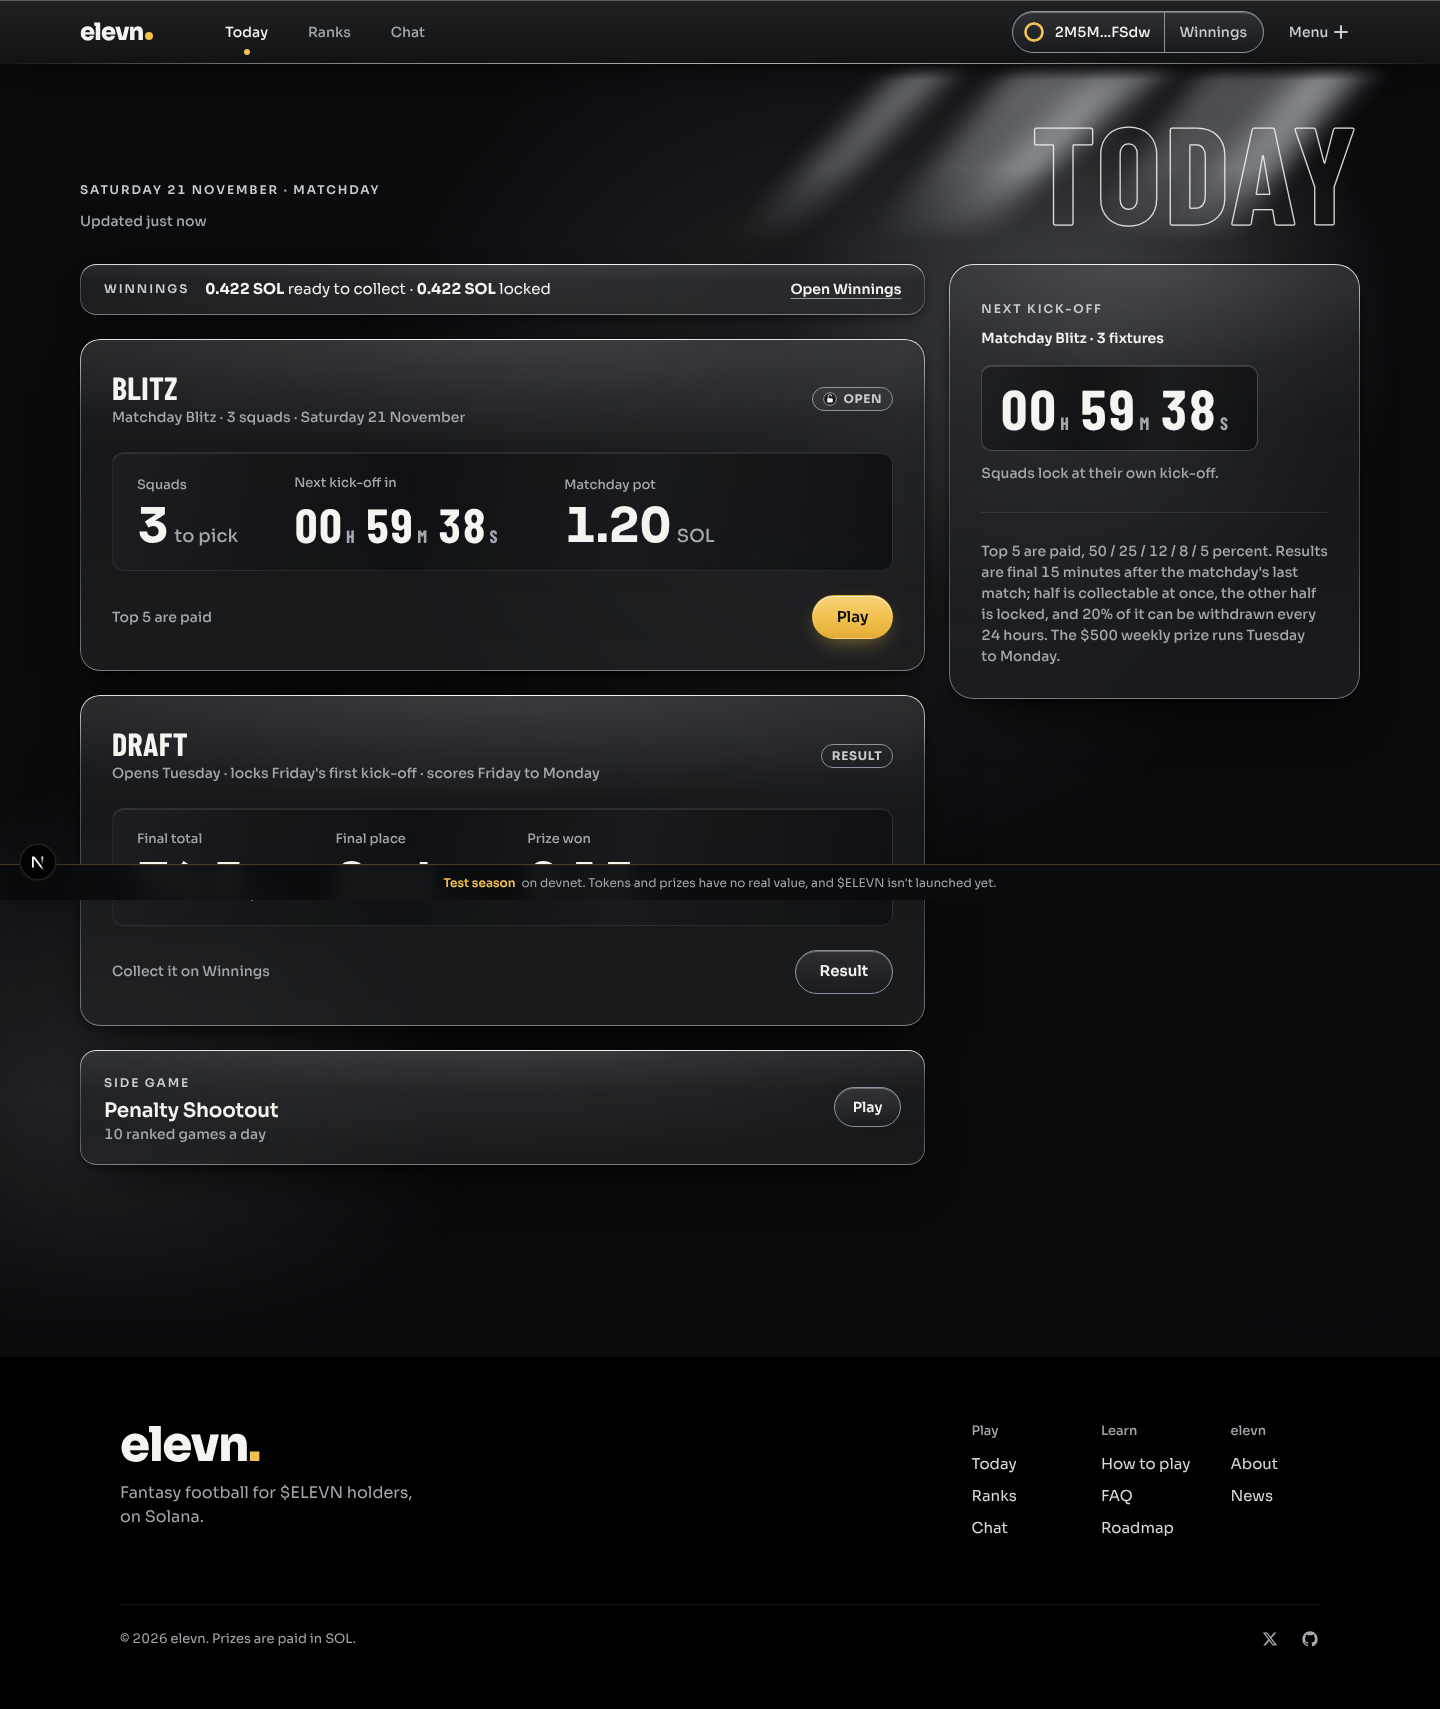 elevn.
Today
Ranks
Chat
2M5M...FSdw
Winnings
Menu
TODAY
SATURDAY 21 NOVEMBER · MATCHDAY
Updated just now
WINNINGS 0.422 SOL ready to collect · 0.422 SOL locked
Open Winnings
BLITZ
Matchday Blitz · 3 squads · Saturday 21 November
OPEN
Squads
3 to pick
Next kick-off in
00 H 59 M 38 S
Matchday pot
1.20 SOL
Top 5 are paid
Play
NEXT KICK-OFF
Matchday Blitz · 3 fixtures
00 H 59 M 38 S
Squads lock at their own kick-off.
Top 5 are paid, 50 / 25 / 12 / 8 / 5 percent. Results
are final 15 minutes after the matchday's last
match; half is collectable at once, the other half
is locked, and 20% of it can be withdrawn every
24 hours. The $500 weekly prize runs Tuesday
to Monday.
DRAFT
Opens Tuesday · locks Friday's first kick-off · scores Friday to Monday
RESULT
Final total
Final place
Prize won
N
Test season on devnet. Tokens and prizes have no real value, and $ELEVN isn't launched yet.
Collect it on Winnings
Result
SIDE GAME
Penalty Shootout
10 ranked games a day
Play
elevn.
Fantasy football for $ELEVN holders,
on Solana.
Play
Today
Ranks
Chat
Learn
How to play
FAQ
Roadmap
elevn
About
News
© 2026 elevn. Prizes are paid in SOL.